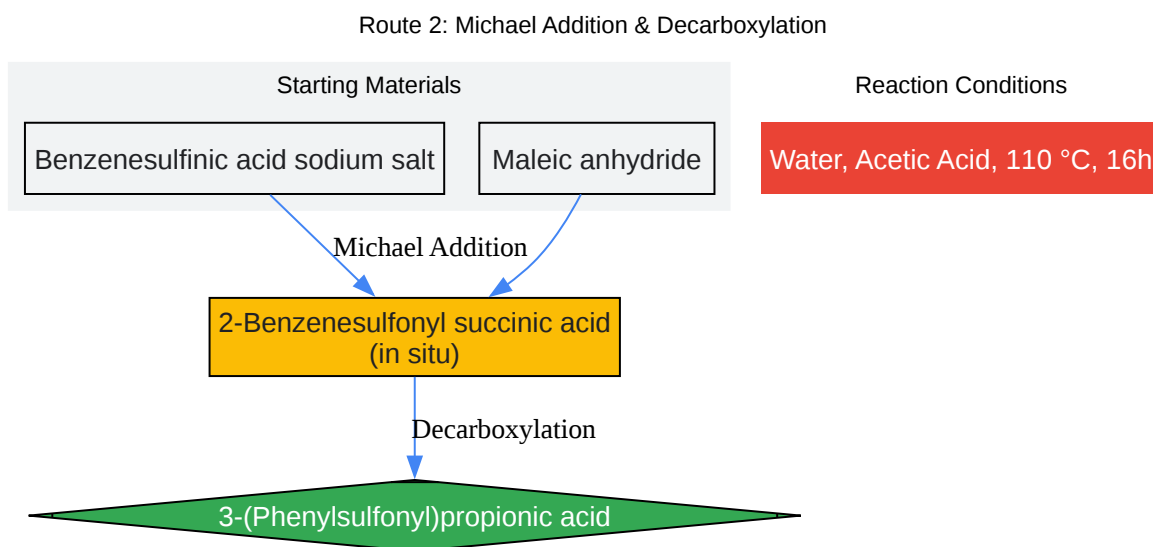 Route 2: Michael Addition & Decarboxylation
Starting Materials
Reaction Conditions
Benzenesulfinic acid sodium salt
Maleic anhydride
Water, Acetic Acid, 110 °C, 16h
Michael Addition
2-Benzenesulfonyl succinic acid
(in situ)
Decarboxylation
3-(Phenylsulfonyl)propionic acid